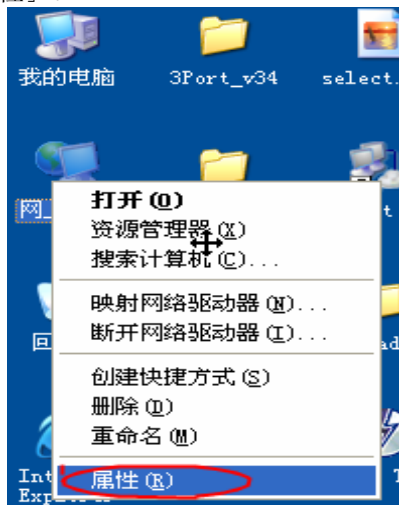 我的电脑 3Port_v34 select.
网_
打开(O)
资源管理器(X)
搜索计算机(C)...
映射网络驱动器(N)...
断开网络驱动器(I)...
回
创建快捷方式(S)
删除(D)
重命名(M)
属性(R)
Int
Exp